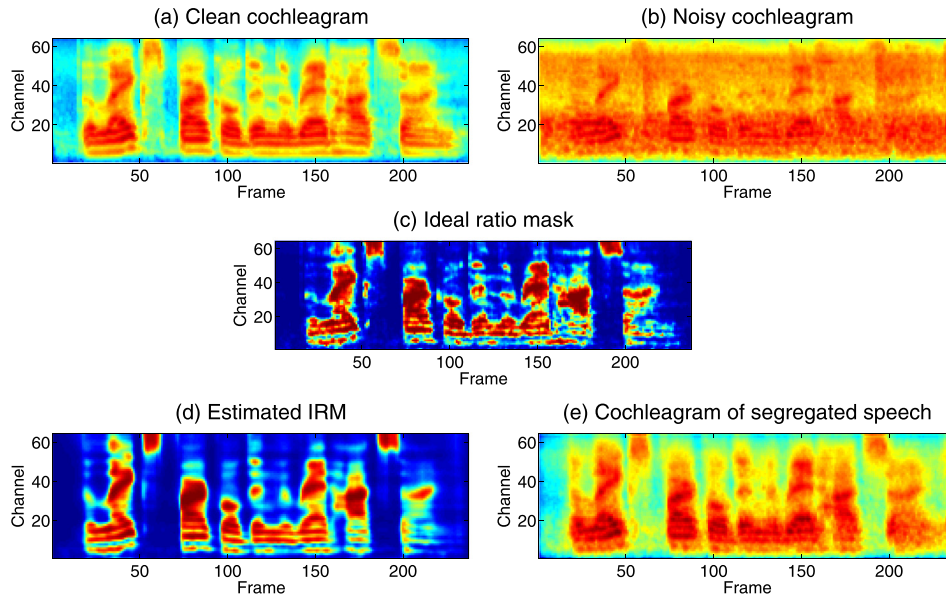 (a) Clean cochleagram
(b) Noisy cochleagram
Channel
60
40
20
50
100
150
200
Frame
Channel
60
40
20
50
100
150
200
Frame
(c) Ideal ratio mask
Channel
60
40
20
50
100
150
200
Frame
(d) Estimated IRM
(e) Cochleagram of segregated speech
Channel
60
40
20
50
100
150
200
Frame
Channel
60
40
20
50
100
150
200
Frame